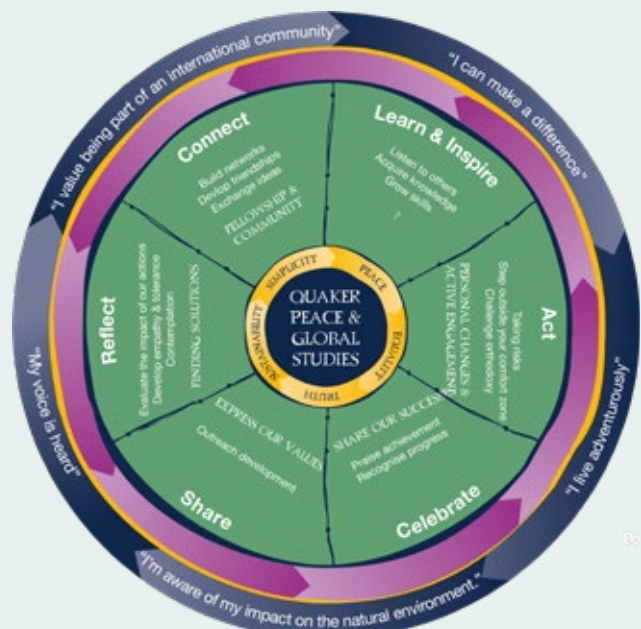 "I value being part of an international community"
"I can make a difference"
"I live adventurously"
"I'm aware of my impact on the natural environment."
"My voice is heard"
Connect
Build networks
Devlop friendships
Exchange ideas
FELLOWSHIP &
COMMUNITY
Learn & Inspire
Listen to others
Acquire knowledge
Grow skills
?
Act
Taking risks
Step outside your comfort zone
Challenge orthodoxy
PERSONAL CHANGES &
ACTIVE ENGAGEMENT
Celebrate
SHARE OUR SUCCESS
Praise achievement
Recognise progress
Share
EXPRESS OUR VALUES
Outreach development
Reflect
Evaluate the impact of our actions
Develop empathy & tolerance
Contemplation
FINDING SOLUTIONS
SIMPLICITY
PEACE
EQUALITY
TRUTH
SUSTAINABILITY
QUAKER
PEACE &
GLOBAL
STUDIES